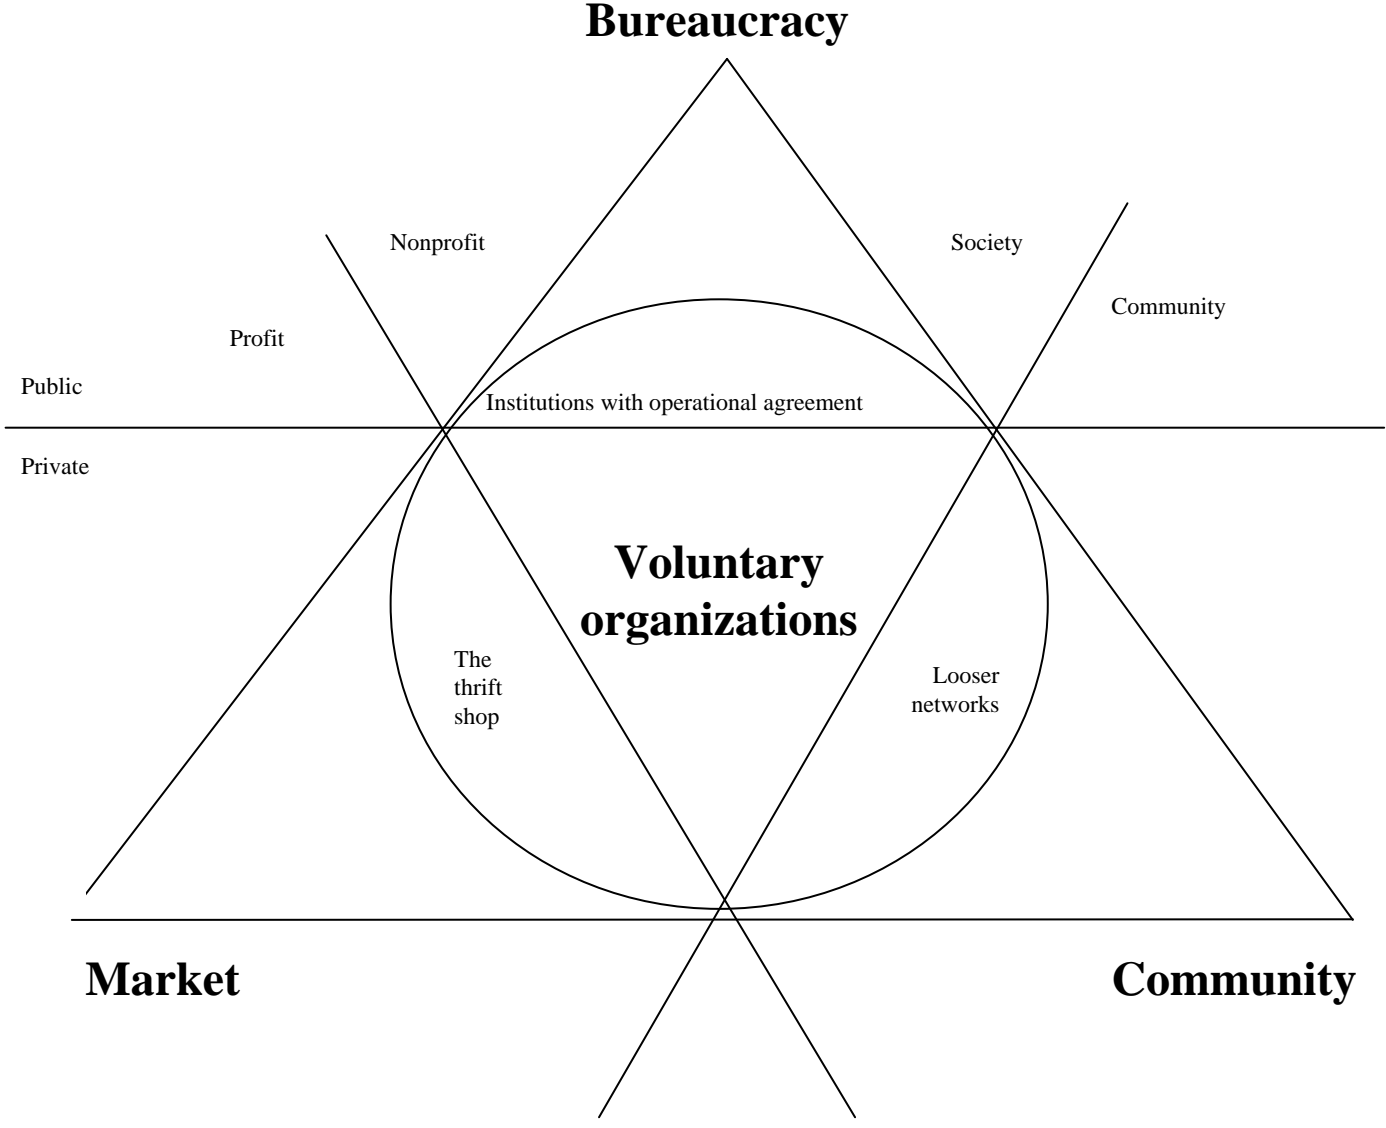 Bureaucracy
Nonprofit
Society
Community
Profit
Public
Institutions with operational agreement
Private
Voluntary
organizations
The
thrift
shop
Looser
networks
Market
Community